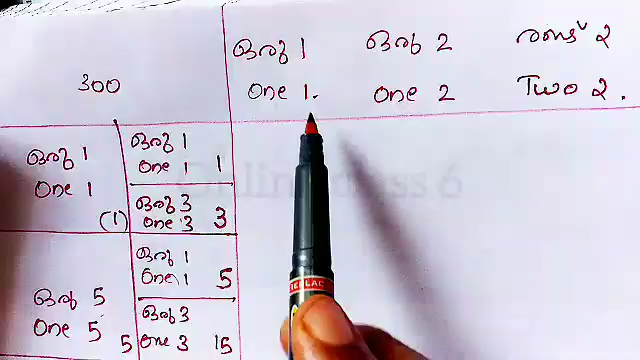 300
ഒരു 1
One 1.
ഒരു 2
One 2
രണ്ട് 2
Two 2.
ഒരു 1
One 1
(1)
ഒരു 1
One 1 1
ഒരു 3
One 3 3
ഒരു 5
One 5
5
ഒരു 1
One 1 5
ഒരു 3
One 3 15